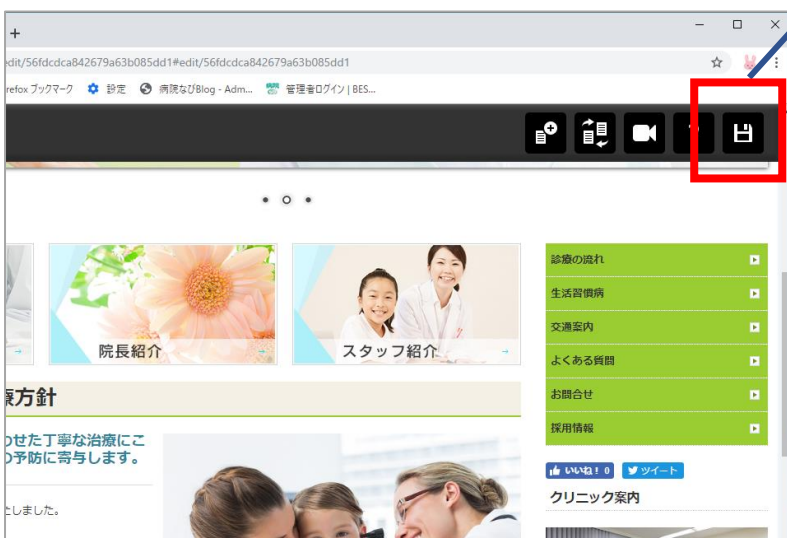 +
edit/56fdcdca842679a63b085dd1#edit/56fdcdca842679a63b085dd1
refox ブックマーク 設定 病院なびBlog - Adm... 管理者ログイン | BES...
院長紹介
スタッフ紹介
診療の流れ
生活習慣病
交通案内
よくある質問
お問合せ
採用情報
療方針
わせた丁寧な治療にこ
の予防に寄与します。
たしました。
いいね! 0 ツイート
クリニック案内